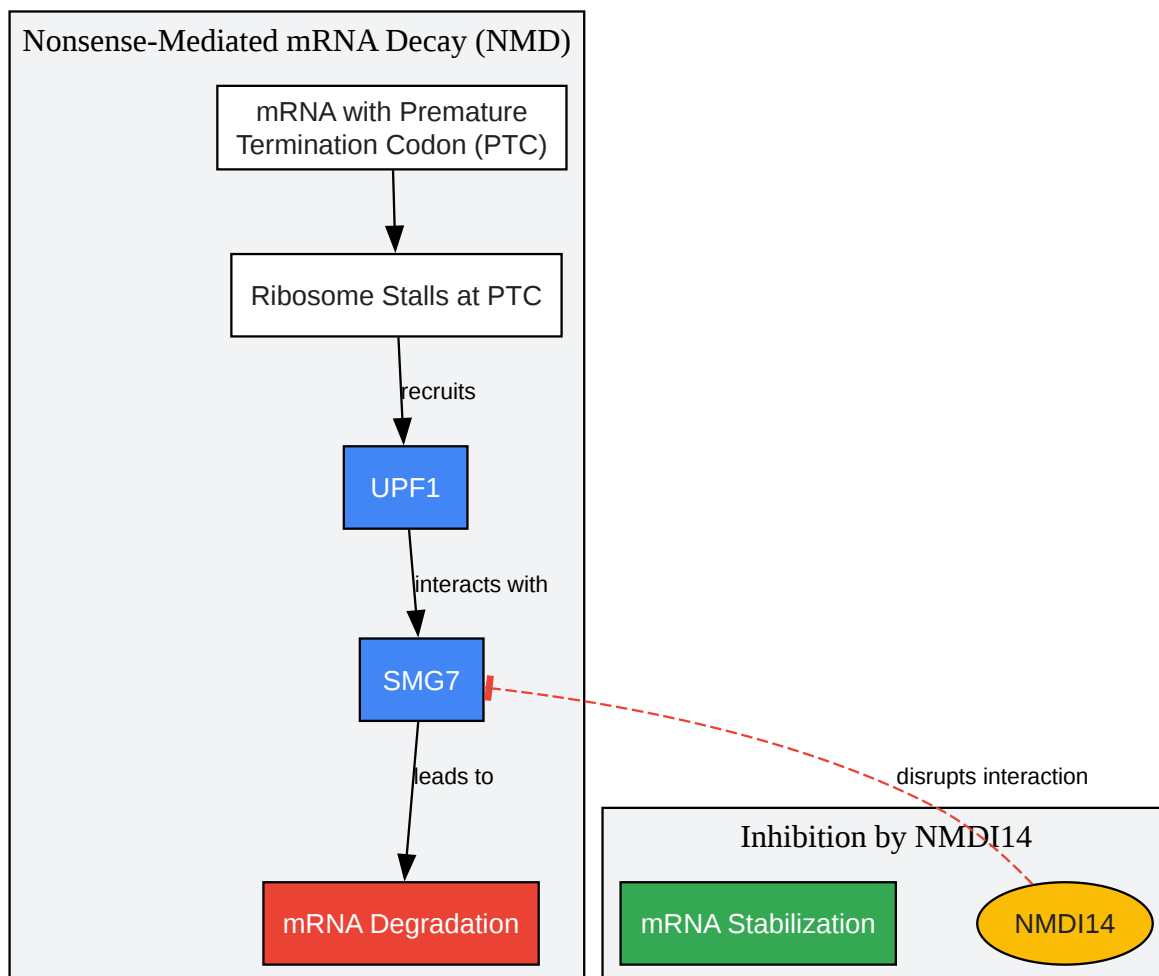 Nonsense-Mediated mRNA Decay (NMD)
mRNA with Premature
Termination Codon (PTC)
Ribosome Stalls at PTC
recruits
UPF1
interacts with
SMG7
leads to
disrupts interaction
Inhibition by NMDI14
mRNA Degradation
mRNA Stabilization
NMDI14